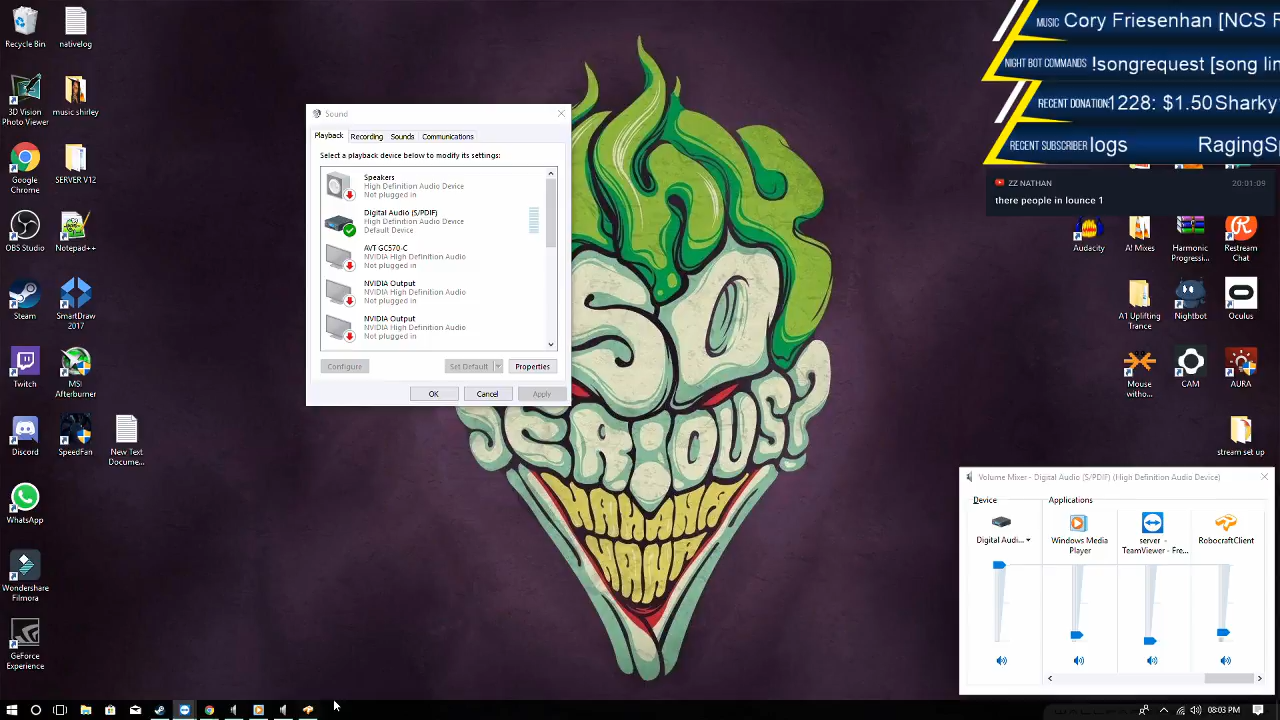 Recycle Bin
nativelog
3D Vision
Photo Viewer
music shirley
Google
Chrome
SERVER V12
OBS Studio
Notepad++
Steam
SmartDraw
2017
Twitch
MSI
Afterburner
Discord
SpeedFan
New Text
Docume...
WhatsApp
Wondershare
Filmora
GeForce
Experience
Sound
Playback
Recording
Sounds
Communications
Select a playback device below to modify its settings:
Speakers
High Definition Audio Device
Not plugged in
Digital Audio (S/PDIF)
High Definition Audio Device
Default Device
AVT GC570-C
NVIDIA High Definition Audio
Not plugged in
NVIDIA Output
NVIDIA High Definition Audio
Not plugged in
NVIDIA Output
NVIDIA High Definition Audio
Not plugged in
Configure
Set Default
Properties
OK
Cancel
Apply
WHY
SO
SERIOUS?
HAHAHA
HAHA
MUSIC Cory Friesenhan [NCS R
NIGHT BOT COMMANDS !songrequest [song lin
RECENT DONATION: 1228: $1.50Sharky
RECENT SUBSCRIBER logs RagingSp
ZZ NATHAN 20:01:09
there people in lounce 1
Audacity
A! Mixes
Harmonic
Progressi...
Restream
Chat
A1 Uplifting
Trance
Nightbot
Oculus
Mouse
witho...
CAM
AURA
stream set up
Volume Mixer - Digital Audio (S/PDIF) (High Definition Audio Device)
Device
Applications
Digital Audi...
Windows Media
Player
server -
TeamViewer - Fre...
RobocraftClient
08:03 PM